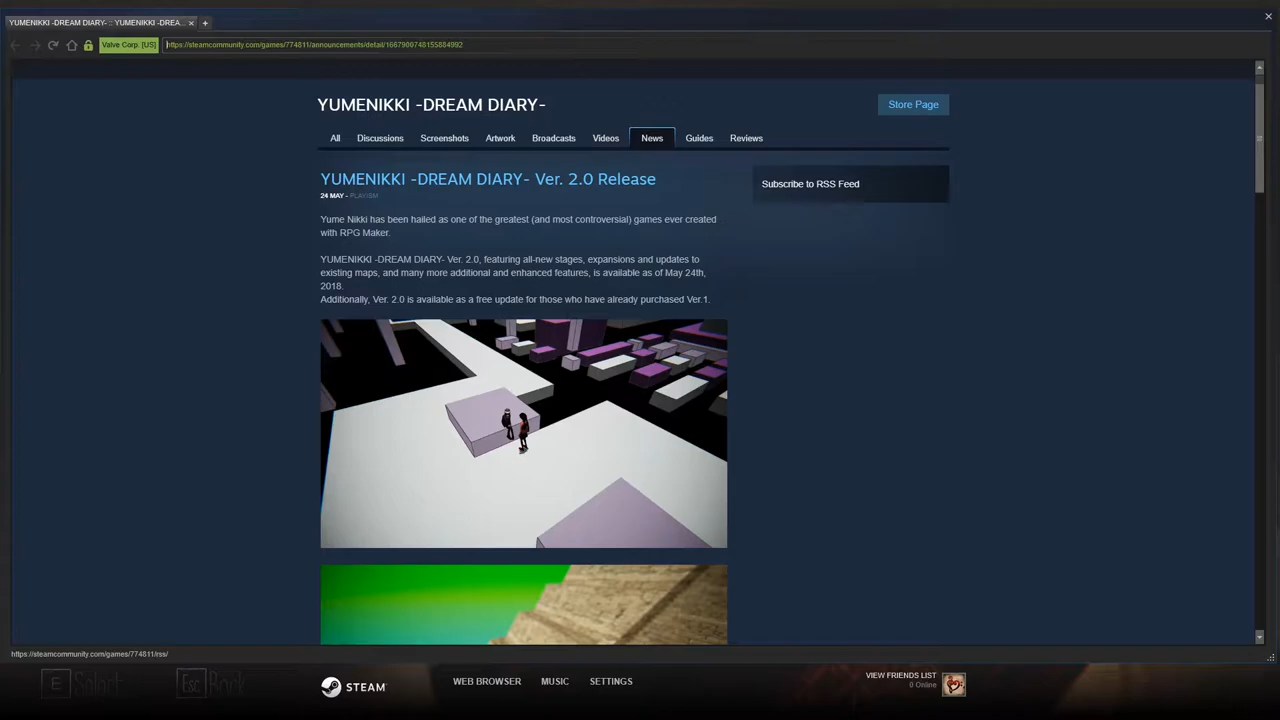 YUMENIKKI -DREAM DIARY- :: YUMENIKKI -DREA...
Valve Corp. [US]
https://steamcommunity.com/games/774811/announcements/detail/1667900748155884992
YUMENIKKI -DREAM DIARY-
Store Page
All Discussions Screenshots Artwork Broadcasts Videos News Guides Reviews
YUMENIKKI -DREAM DIARY- Ver. 2.0 Release
24 MAY - PLAYISM
Subscribe to RSS Feed
Yume Nikki has been hailed as one of the greatest (and most controversial) games ever created
with RPG Maker.
YUMENIKKI -DREAM DIARY- Ver. 2.0, featuring all-new stages, expansions and updates to
existing maps, and many more additional and enhanced features, is available as of May 24th,
2018.
Additionally, Ver. 2.0 is available as a free update for those who have already purchased Ver.1.
https://steamcommunity.com/games/774811/rss/
E Select Esc Back
STEAM
WEB BROWSER MUSIC SETTINGS
VIEW FRIENDS LIST
0 Online